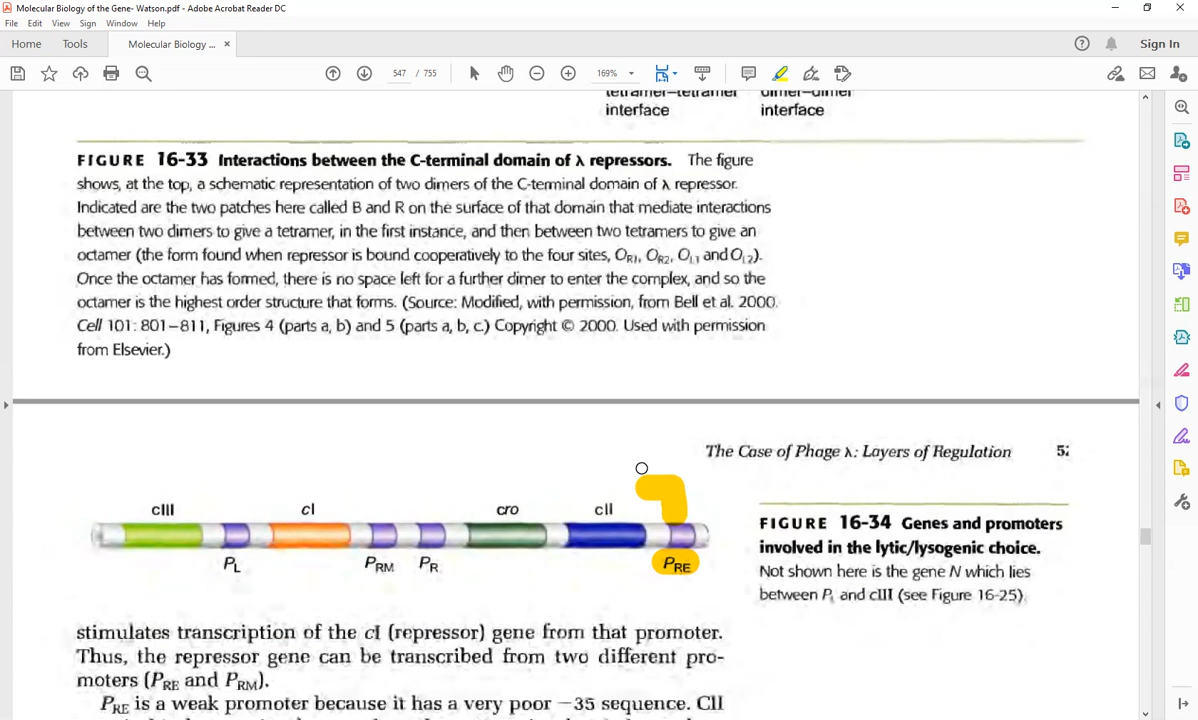 Molecular Biology of the Gene- Watson.pdf - Adobe Acrobat Reader DC
File Edit View Sign Window Help
Home Tools Molecular Biology ... × Sign In
547 / 755 169%
tetramer–tetramer dimer–dimer
interface interface
FIGURE 16-33 Interactions between the C-terminal domain of λ repressors. The figure
shows, at the top, a schematic representation of two dimers of the C-terminal domain of λ repressor.
Indicated are the two patches here called B and R on the surface of that domain that mediate interactions
between two dimers to give a tetramer, in the first instance, and then between two tetramers to give an
octamer (the form found when repressor is bound cooperatively to the four sites, OR1, OR2, OL1 and OL2).
Once the octamer has formed, there is no space left for a further dimer to enter the complex, and so the
octamer is the highest order structure that forms. (Source: Modified, with permission, from Bell et al. 2000.
Cell 101: 801–811, Figures 4 (parts a, b) and 5 (parts a, b, c.) Copyright © 2000. Used with permission
from Elsevier.)
The Case of Phage λ: Layers of Regulation
cIII cI cro cII
PL PRM PR PRE
FIGURE 16-34 Genes and promoters
involved in the lytic/lysogenic choice.
Not shown here is the gene N which lies
between PL and cIII (see Figure 16-25).
stimulates transcription of the cI (repressor) gene from that promoter.
Thus, the repressor gene can be transcribed from two different pro-
moters (PRE and PRM).
PRE is a weak promoter because it has a very poor −35 sequence. CII